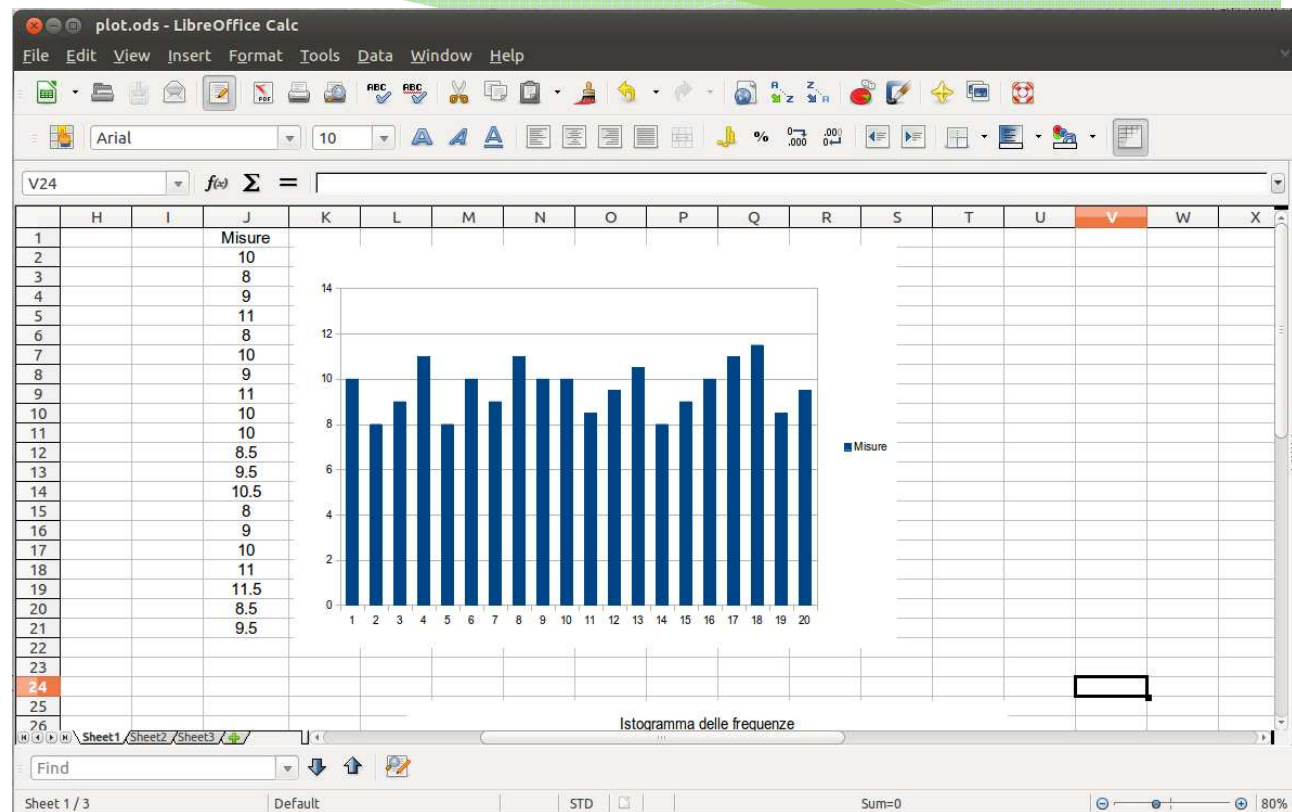 plot.ods - LibreOffice Calc
File Edit View Insert Format Tools Data Window Help
Arial 10
V24
H I J K L M N O P Q R S T U V W X
1 Misure
2 10
3 8
4 9
5 11
6 8
7 10
8 9
9 11
10 10
11 10
12 8.5
13 9.5
14 10.5
15 8
16 9
17 10
18 11
19 11.5
20 8.5
21 9.5
22
23
24
25
26
14
12
10
8
6
4
2
0
1 2 3 4 5 6 7 8 9 10 11 12 13 14 15 16 17 18 19 20
Misure
Istogramma delle frequenze
Sheet1 Sheet2 Sheet3
Find
Sheet 1 / 3 Default STD Sum=0 80%